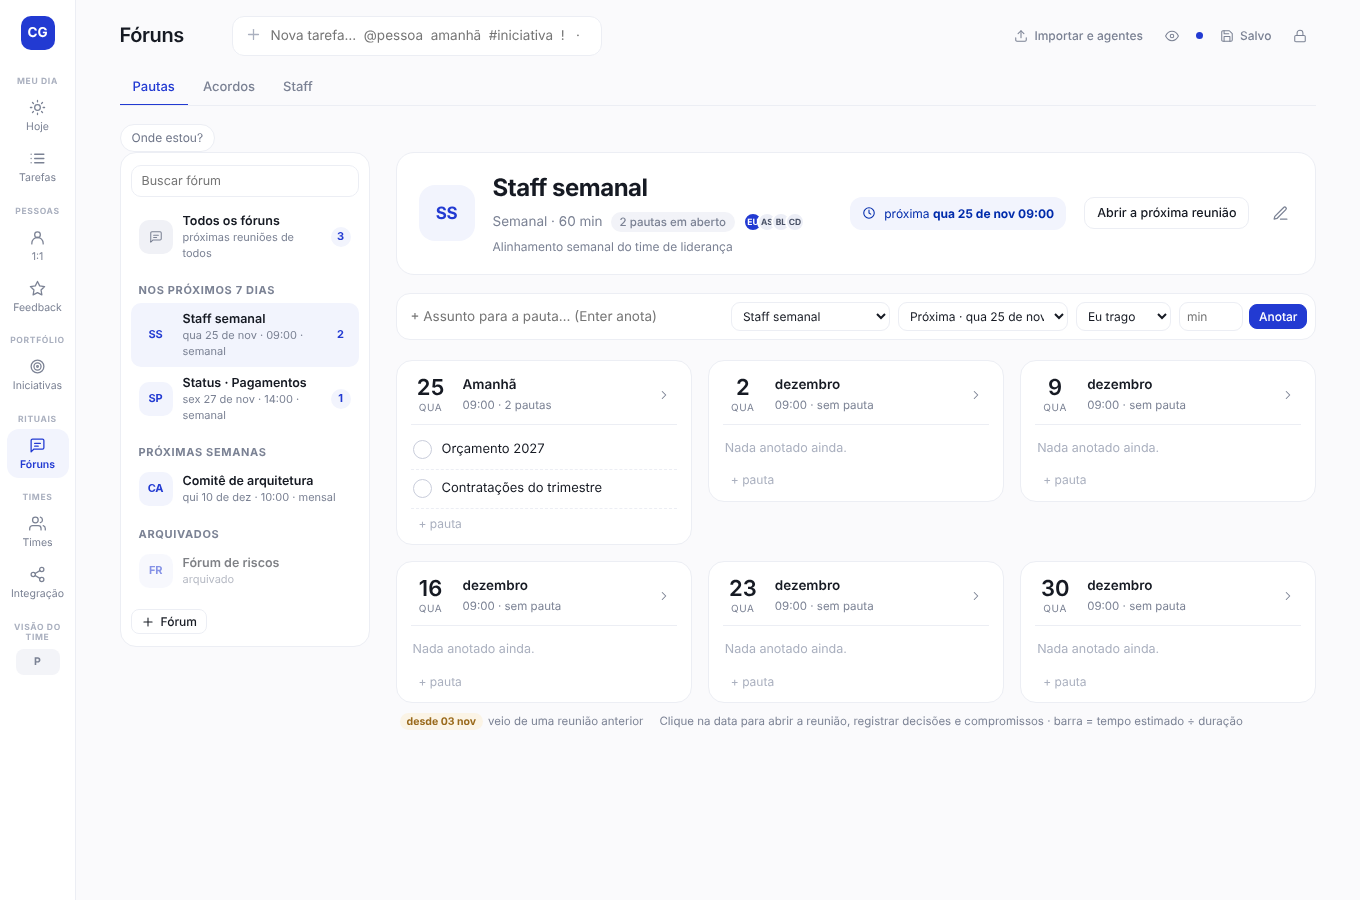 CG
Fóruns
Nova tarefa... @pessoa amanhã #iniciativa ! ·
Importar e agentes
Salvo
MEU DIA
Hoje
Tarefas
PESSOAS
1:1
Feedback
PORTFÓLIO
Iniciativas
RITUAIS
Fóruns
TIMES
Times
Integração
VISÃO DO
TIME
P
Pautas
Acordos
Staff
Onde estou?
Buscar fórum
Todos os fóruns
próximas reuniões de
todos
3
NOS PRÓXIMOS 7 DIAS
SS
Staff semanal
qua 25 de nov · 09:00 ·
semanal
2
SP
Status · Pagamentos
sex 27 de nov · 14:00 ·
semanal
1
PRÓXIMAS SEMANAS
CA
Comitê de arquitetura
qui 10 de dez · 10:00 · mensal
ARQUIVADOS
FR
Fórum de riscos
arquivado
+ Fórum
SS
Staff semanal
Semanal · 60 min
2 pautas em aberto
EU AS BL CD
Alinhamento semanal do time de liderança
próxima qua 25 de nov 09:00
Abrir a próxima reunião
+ Assunto para a pauta... (Enter anota)
Staff semanal
Próxima · qua 25 de nov
Eu trago
min
Anotar
25
QUA
Amanhã
09:00 · 2 pautas
Orçamento 2027
Contratações do trimestre
+ pauta
2
QUA
dezembro
09:00 · sem pauta
Nada anotado ainda.
+ pauta
9
QUA
dezembro
09:00 · sem pauta
Nada anotado ainda.
+ pauta
16
QUA
dezembro
09:00 · sem pauta
Nada anotado ainda.
+ pauta
23
QUA
dezembro
09:00 · sem pauta
Nada anotado ainda.
+ pauta
30
QUA
dezembro
09:00 · sem pauta
Nada anotado ainda.
+ pauta
desde 03 nov veio de uma reunião anterior
Clique na data para abrir a reunião, registrar decisões e compromissos · barra = tempo estimado ÷ duração